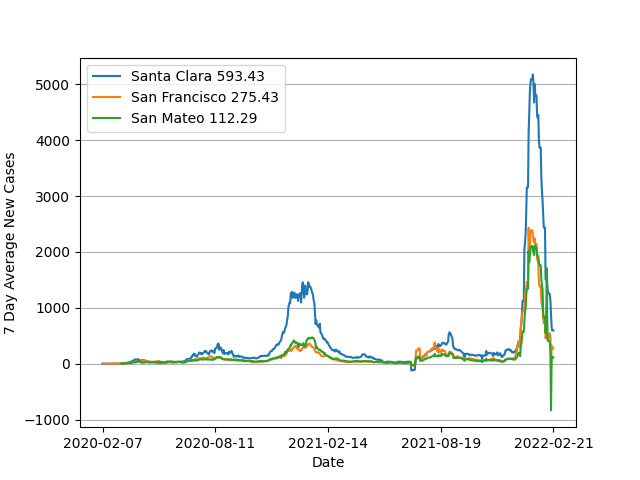 Santa Clara 593.43
San Francisco 275.43
San Mateo 112.29
7 Day Average New Cases
5000
4000
3000
2000
1000
0
−1000
2020-02-07 2020-08-11 2021-02-14 2021-08-19 2022-02-21
Date